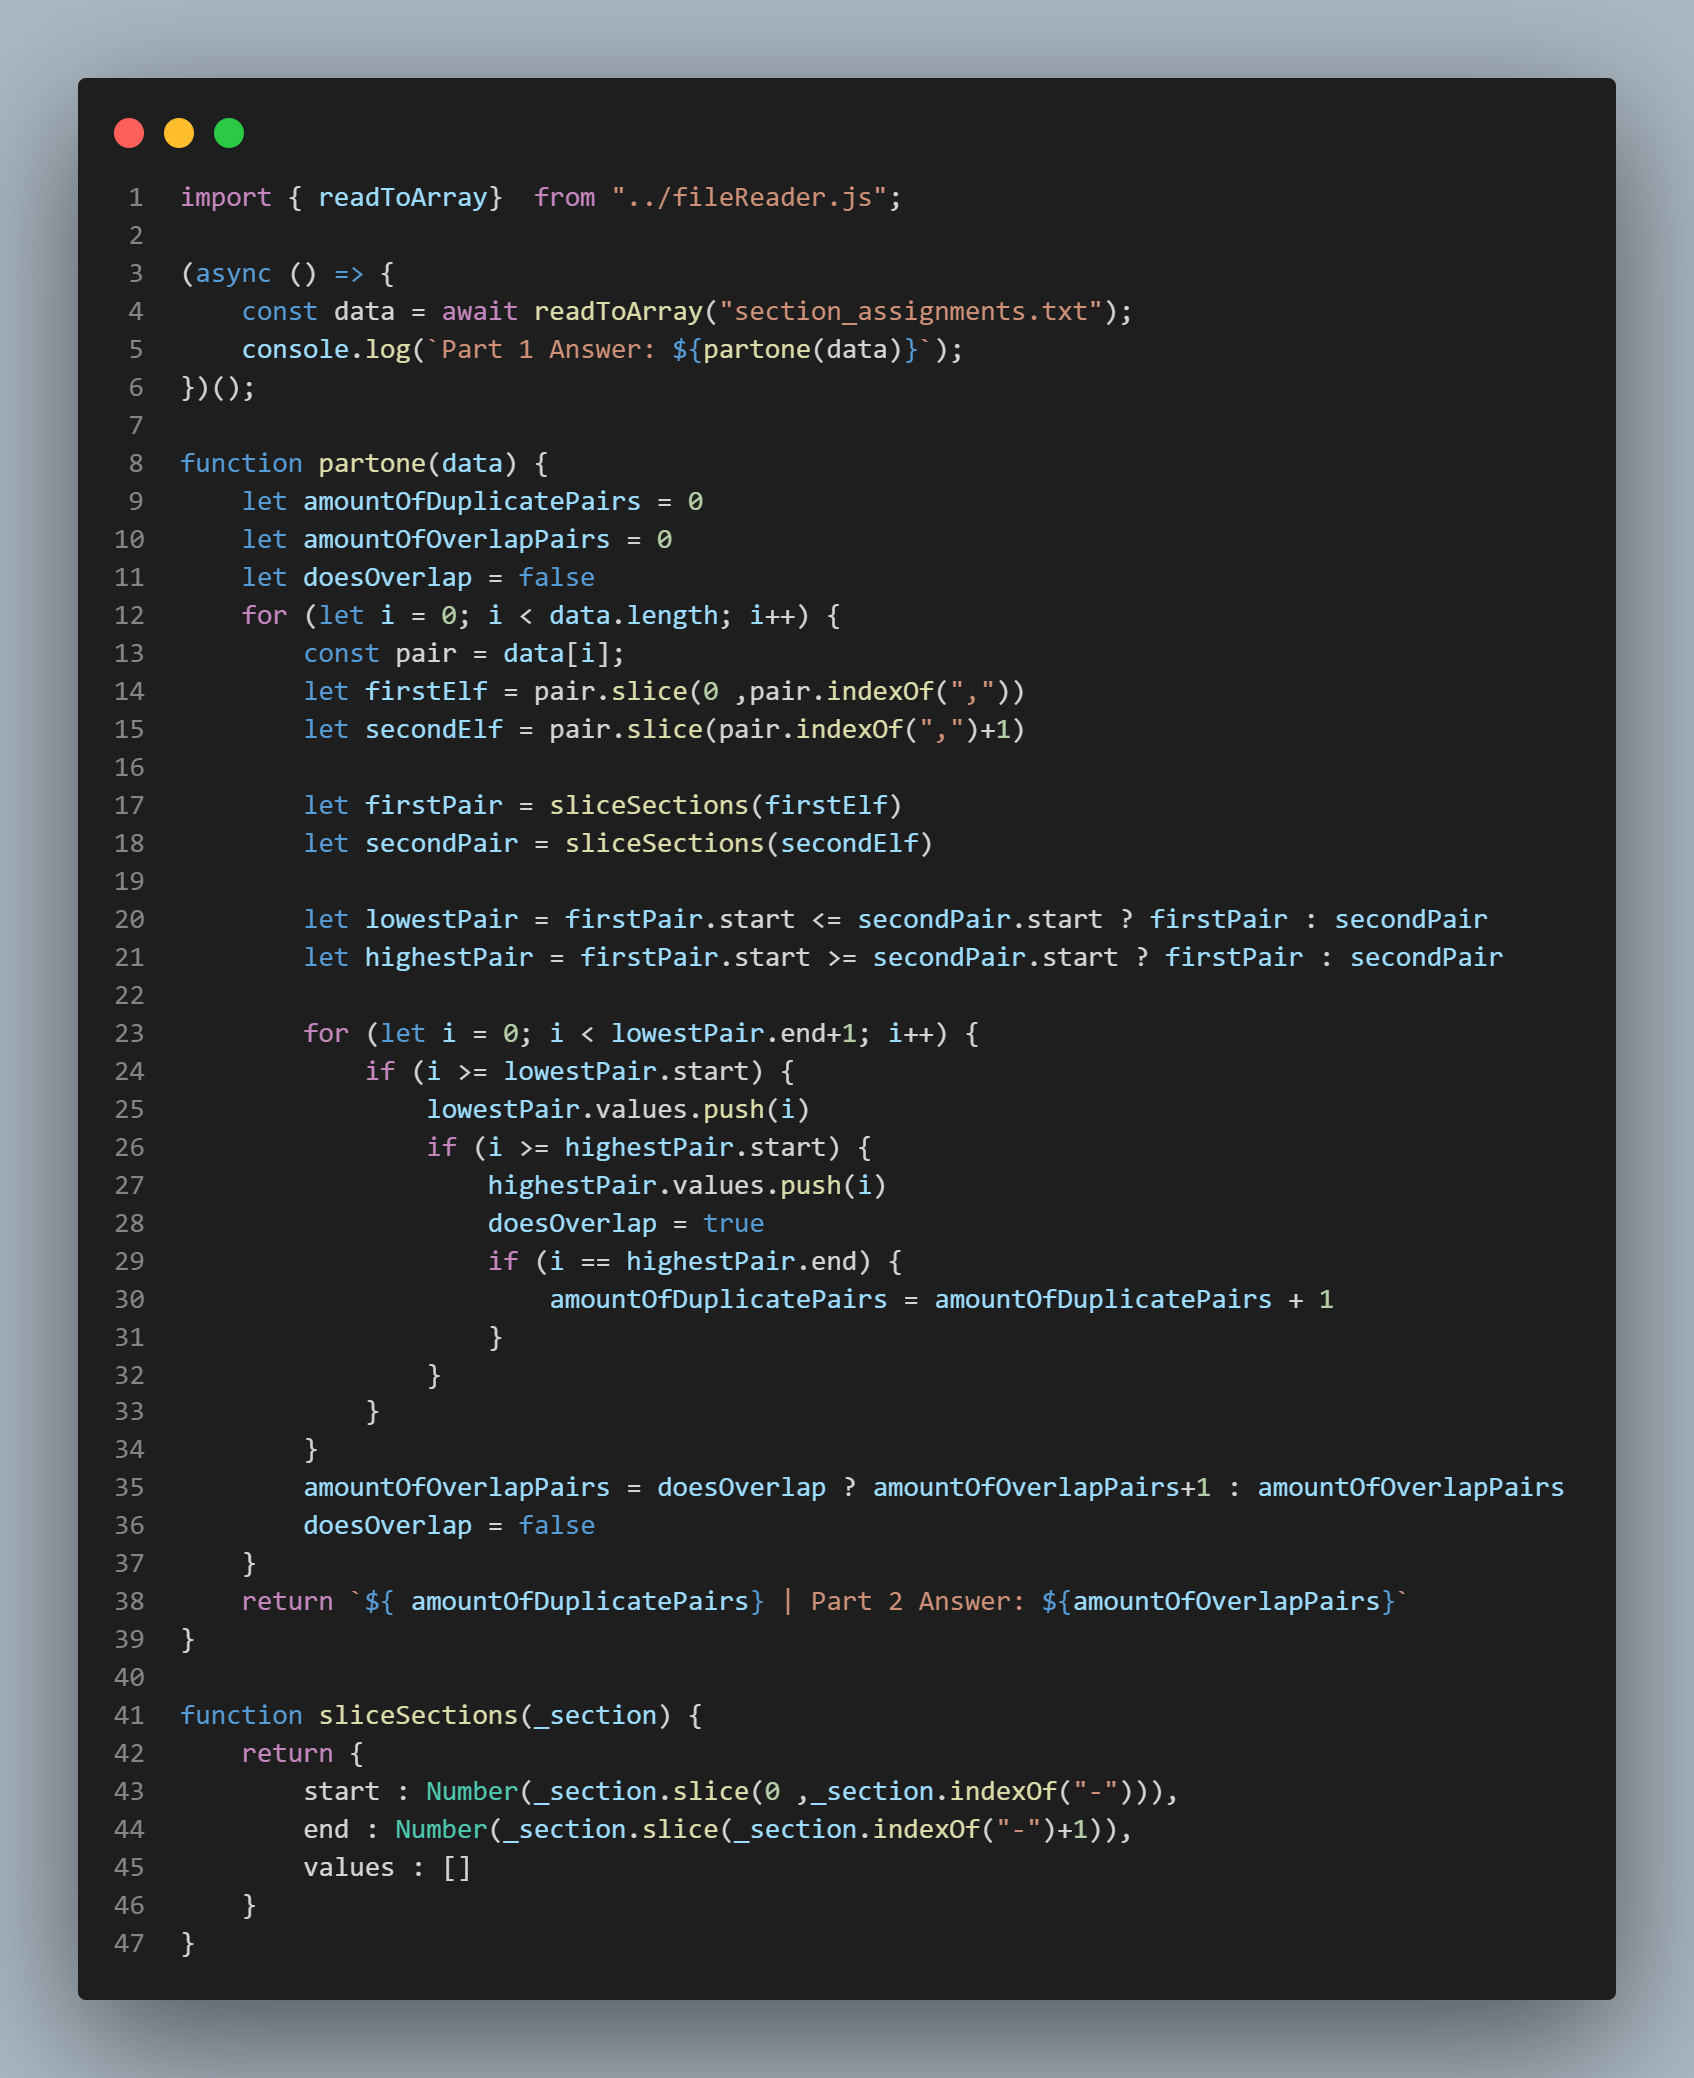 1 import { readToArray}  from "../fileReader.js";
2
3 (async () => {
4     const data = await readToArray("section_assignments.txt");
5     console.log(`Part 1 Answer: ${partone(data)}`);
6 })();
7
8 function partone(data) {
9     let amountOfDuplicatePairs = 0
10     let amountOfOverlapPairs = 0
11     let doesOverlap = false
12     for (let i = 0; i < data.length; i++) {
13         const pair = data[i];
14         let firstElf = pair.slice(0 ,pair.indexOf(","))
15         let secondElf = pair.slice(pair.indexOf(",")+1)
16
17         let firstPair = sliceSections(firstElf)
18         let secondPair = sliceSections(secondElf)
19
20         let lowestPair = firstPair.start <= secondPair.start ? firstPair : secondPair
21         let highestPair = firstPair.start >= secondPair.start ? firstPair : secondPair
22
23         for (let i = 0; i < lowestPair.end+1; i++) {
24             if (i >= lowestPair.start) {
25                 lowestPair.values.push(i)
26                 if (i >= highestPair.start) {
27                     highestPair.values.push(i)
28                     doesOverlap = true
29                     if (i == highestPair.end) {
30                         amountOfDuplicatePairs = amountOfDuplicatePairs + 1
31                     }
32                 }
33             }
34         }
35         amountOfOverlapPairs = doesOverlap ? amountOfOverlapPairs+1 : amountOfOverlapPairs
36         doesOverlap = false
37     }
38     return `${ amountOfDuplicatePairs} | Part 2 Answer: ${amountOfOverlapPairs}`
39 }
40
41 function sliceSections(_section) {
42     return {
43         start : Number(_section.slice(0 ,_section.indexOf("-"))),
44         end : Number(_section.slice(_section.indexOf("-")+1)),
45         values : []
46     }
47 }